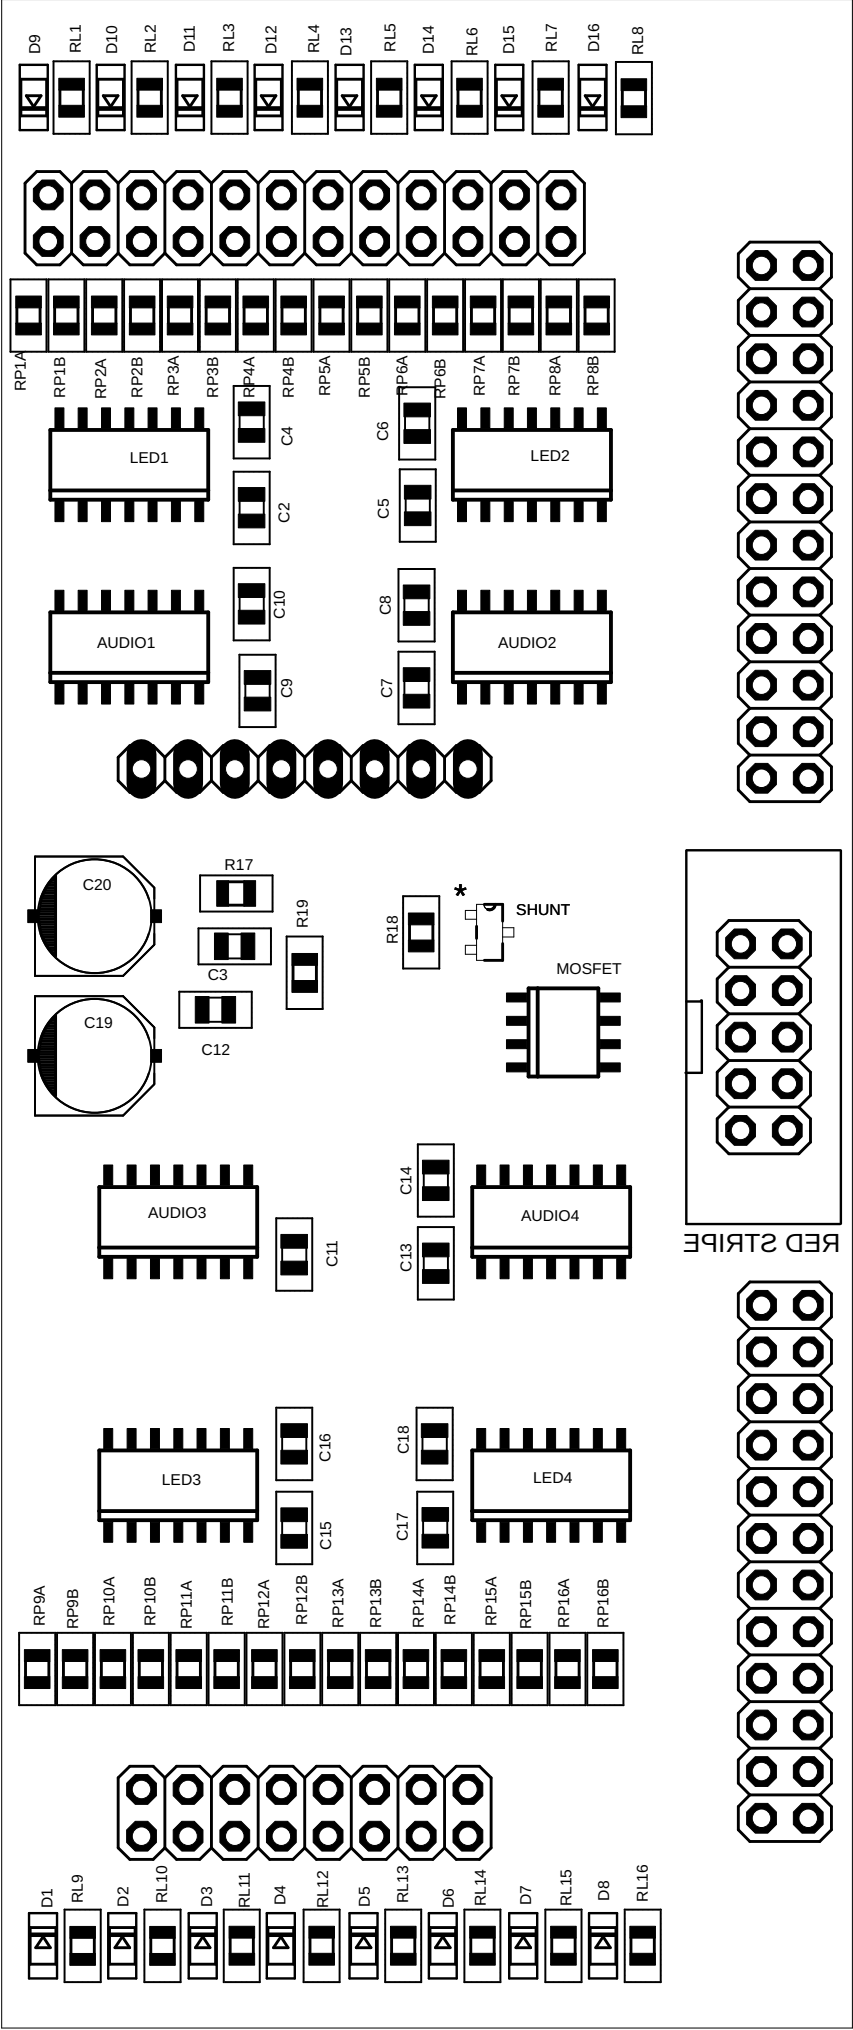 D9 RL1 D10 RL2 D11 RL3 D12 RL4 D13 RL5 D14 RL6 D15 RL7 D16 RL8
RP1A RP1B RP2A RP2B RP3A RP3B RP4A RP4B RP5A RP5B RP6A RP6B RP7A RP7B RP8A RP8B
LED1 C4 C6 LED2
C2 C5
AUDIO1 C10 C8 AUDIO2
C9 C7
C20 R17 R19 R18 * SHUNT
C3 MOSFET
C19 C12
AUDIO3 C11 C14 AUDIO4
C13
RED STRIPE
LED3 C16 C18 LED4
C15 C17
RP9A RP9B RP10A RP10B RP11A RP11B RP12A RP12B RP13A RP13B RP14A RP14B RP15A RP15B RP16A RP16B
D1 RL9 D2 RL10 D3 RL11 D4 RL12 D5 RL13 D6 RL14 D7 RL15 D8 RL16